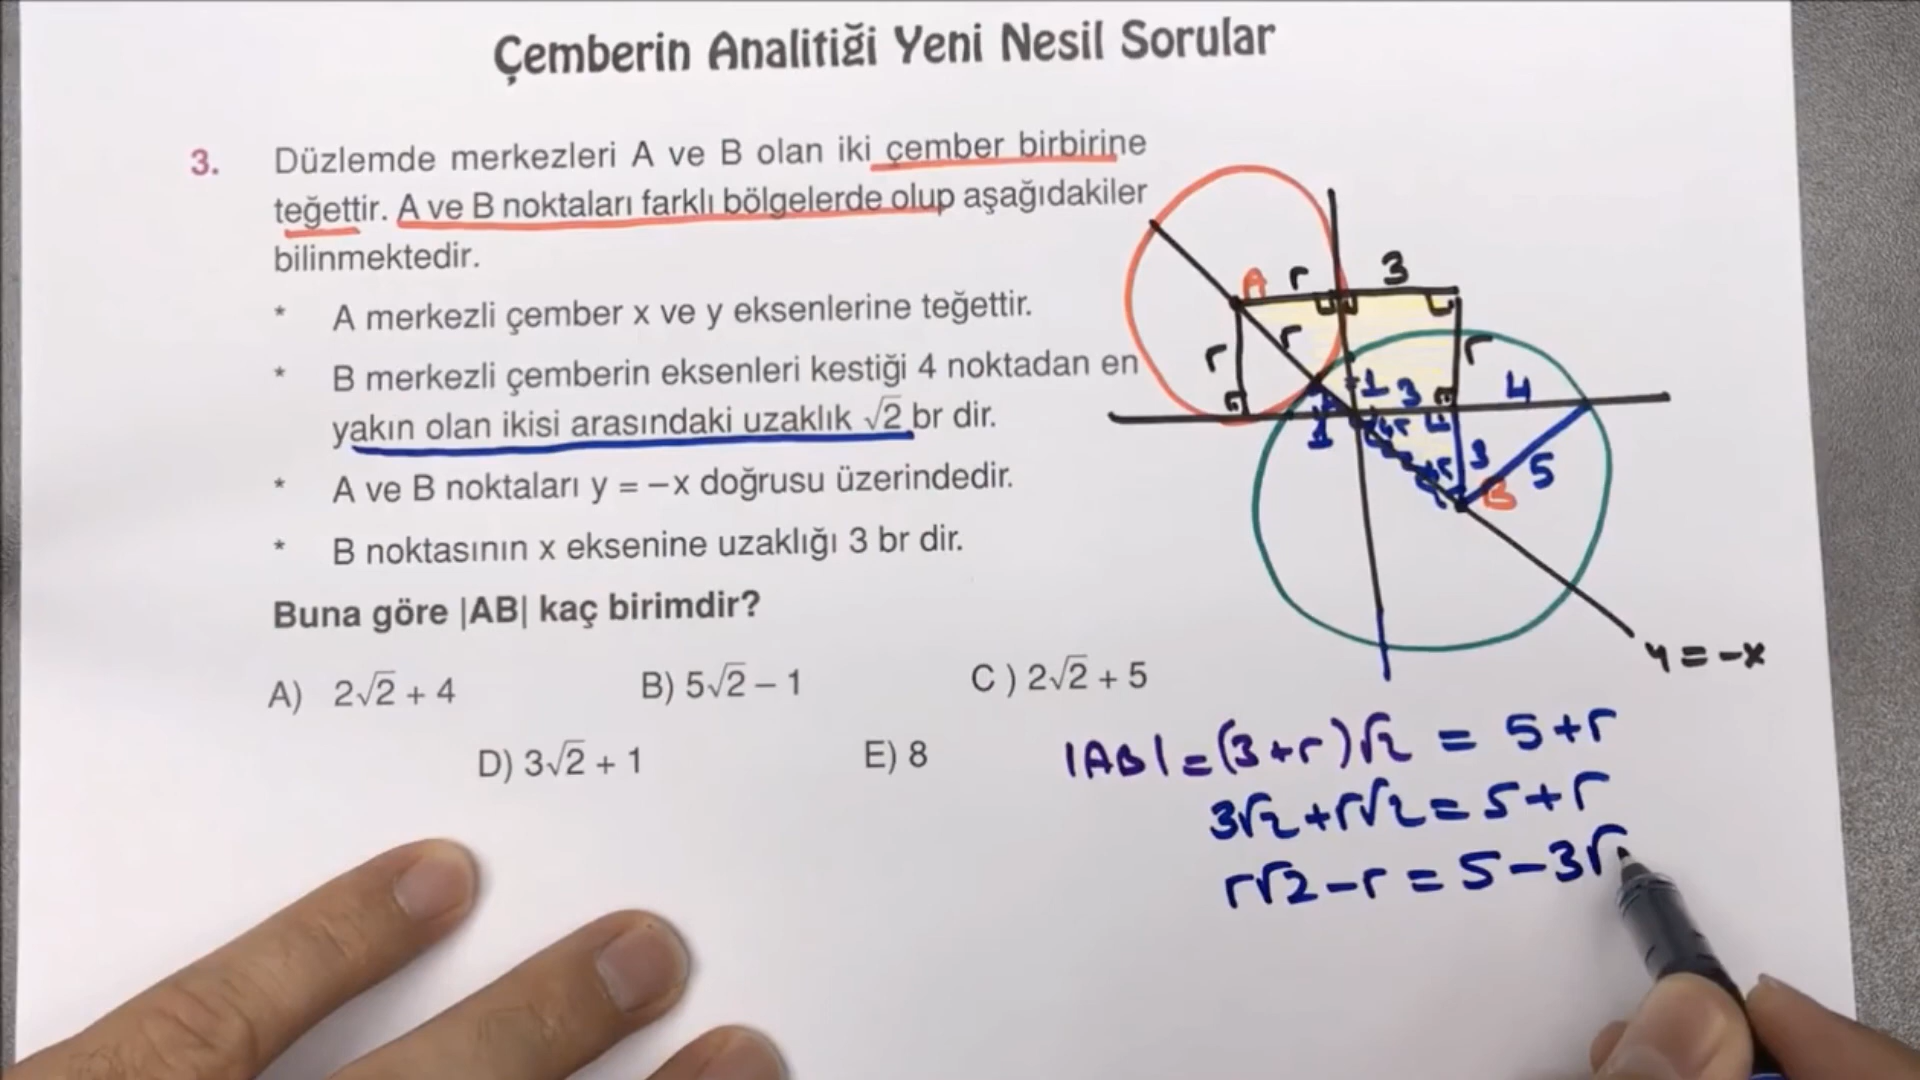 Çemberin Analitiği Yeni Nesil Sorular
3. Düzlemde merkezleri A ve B olan iki çember birbirine
teğettir. A ve B noktaları farklı bölgelerde olup aşağıdakiler
bilinmektedir.
* A merkezli çember x ve y eksenlerine teğettir.
* B merkezli çemberin eksenleri kestiği 4 noktadan en
yakın olan ikisi arasındaki uzaklık √2 br dir.
* A ve B noktaları y = −x doğrusu üzerindedir.
* B noktasının x eksenine uzaklığı 3 br dir.
Buna göre |AB| kaç birimdir?
A) 2√2 + 4 B) 5√2 − 1 C ) 2√2 + 5
D) 3√2 + 1 E) 8
A r 3
r r r
1 3 4
1
3 5
B
y = -x
|AB| = (3+r)√2 = 5+r
3√2+r√2 = 5+r
r√2-r = 5-3√